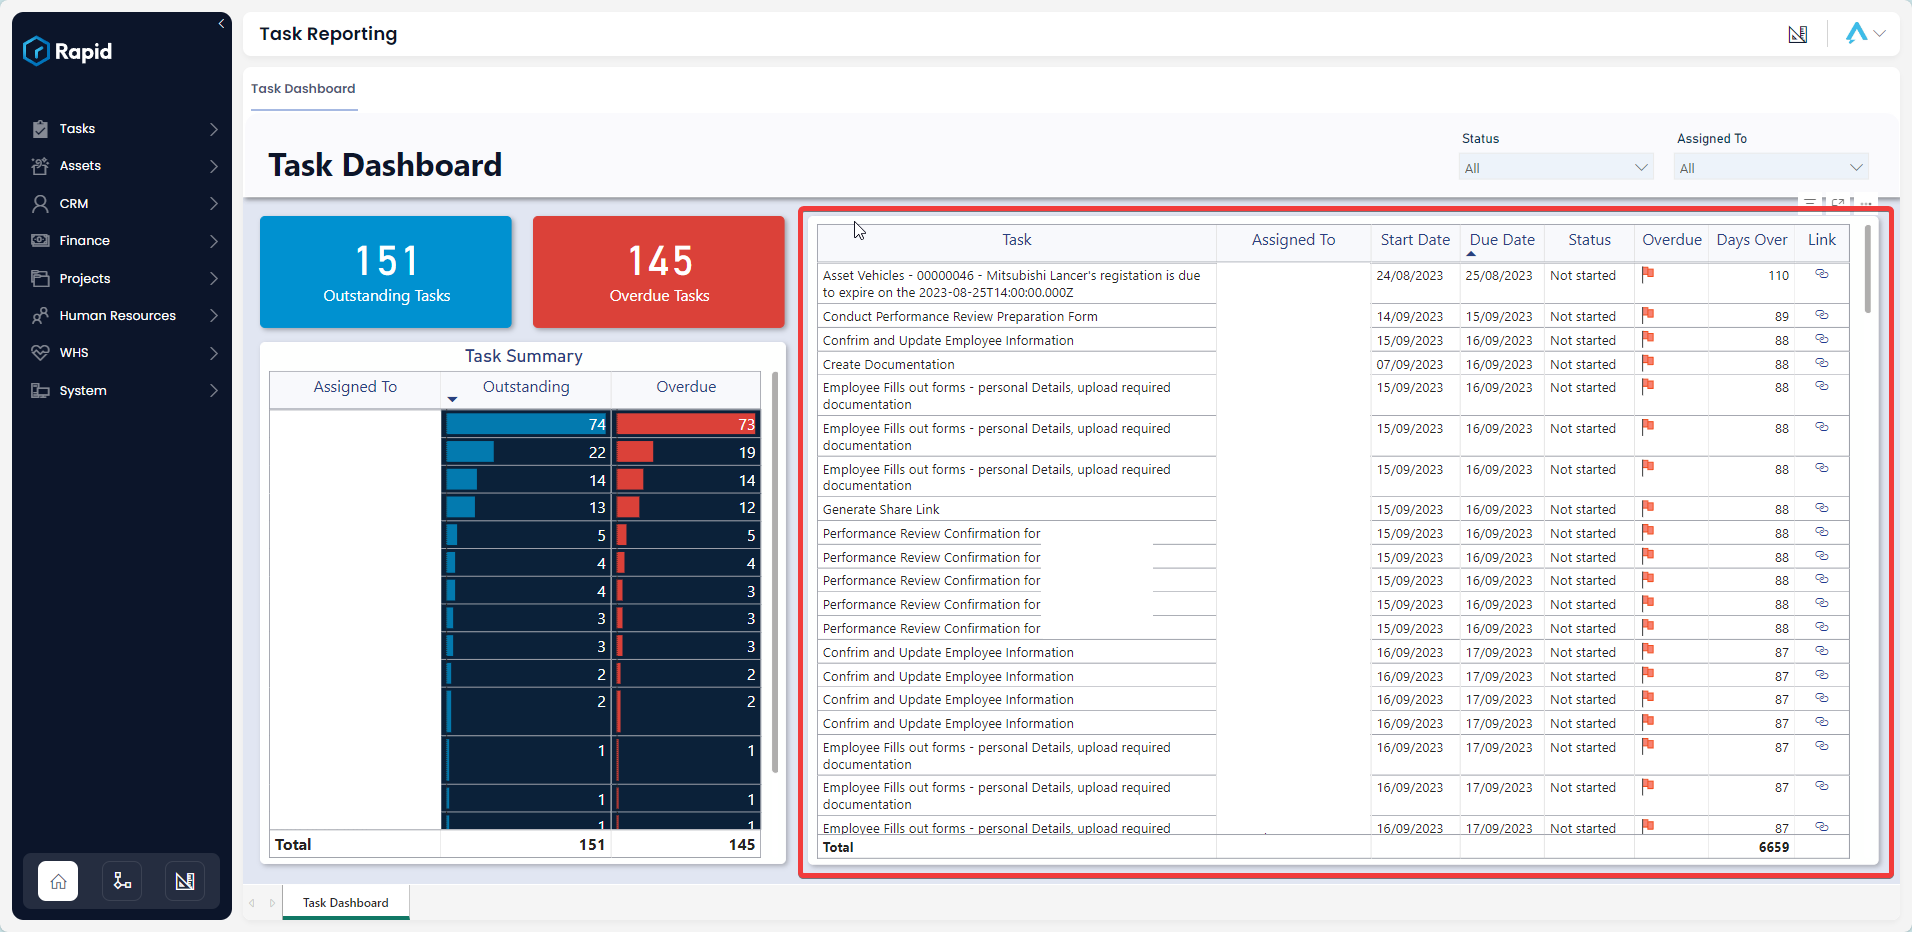 Rapid
Tasks
Assets
CRM
Finance
Projects
Human Resources
WHS
System
Task Reporting
Task Dashboard
Task Dashboard
Status
All
Assigned To
All
151
Outstanding Tasks
145
Overdue Tasks
Task Summary
Assigned To Outstanding Overdue
74 73
22 19
14 14
13 12
5 5
4 4
4 3
3 3
3 3
2 2
2 2
1 1
1 1
1 1
Total 151 145
Task Assigned To Start Date Due Date Status Overdue Days Over Link
Asset Vehicles - 00000046 - Mitsubishi Lancer's registation is due 24/08/2023 25/08/2023 Not started 110
to expire on the 2023-08-25T14:00:00.000Z
Conduct Performance Review Preparation Form 14/09/2023 15/09/2023 Not started 89
Confrim and Update Employee Information 15/09/2023 16/09/2023 Not started 88
Create Documentation 07/09/2023 16/09/2023 Not started 88
Employee Fills out forms - personal Details, upload required 15/09/2023 16/09/2023 Not started 88
documentation
Employee Fills out forms - personal Details, upload required 15/09/2023 16/09/2023 Not started 88
documentation
Employee Fills out forms - personal Details, upload required 15/09/2023 16/09/2023 Not started 88
documentation
Generate Share Link 15/09/2023 16/09/2023 Not started 88
Performance Review Confirmation for 15/09/2023 16/09/2023 Not started 88
Performance Review Confirmation for 15/09/2023 16/09/2023 Not started 88
Performance Review Confirmation for 15/09/2023 16/09/2023 Not started 88
Performance Review Confirmation for 15/09/2023 16/09/2023 Not started 88
Performance Review Confirmation for 15/09/2023 16/09/2023 Not started 88
Confrim and Update Employee Information 16/09/2023 17/09/2023 Not started 87
Confrim and Update Employee Information 16/09/2023 17/09/2023 Not started 87
Confrim and Update Employee Information 16/09/2023 17/09/2023 Not started 87
Confrim and Update Employee Information 16/09/2023 17/09/2023 Not started 87
Employee Fills out forms - personal Details, upload required 16/09/2023 17/09/2023 Not started 87
documentation
Employee Fills out forms - personal Details, upload required 16/09/2023 17/09/2023 Not started 87
documentation
Employee Fills out forms - personal Details, upload required 16/09/2023 17/09/2023 Not started 87
Total 6659
Task Dashboard